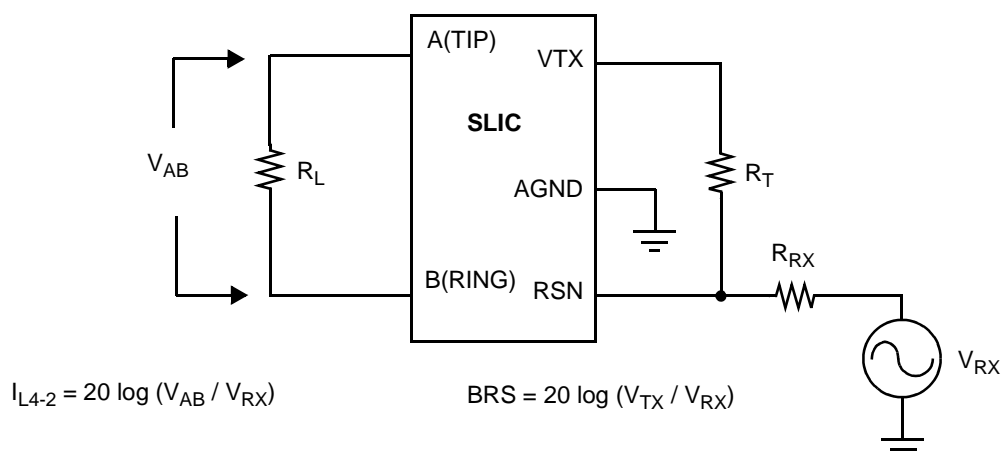 A(TIP)
VTX
SLIC
V_AB
R_L
R_T
AGND
R_RX
B(RING)
RSN
V_RX
I_L4-2 = 20 log (V_AB / V_RX)
BRS = 20 log (V_TX / V_RX)